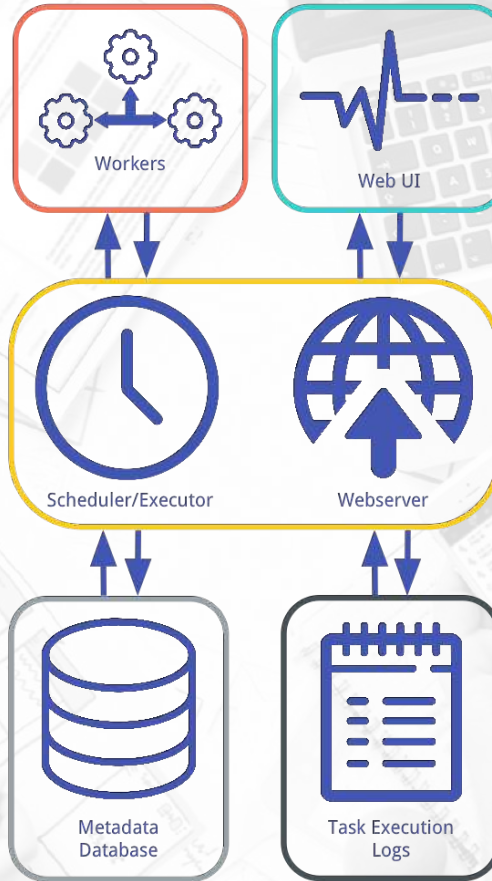 Workers
Web UI
Scheduler/Executor
Webserver
Metadata
Database
Task Execution
Logs